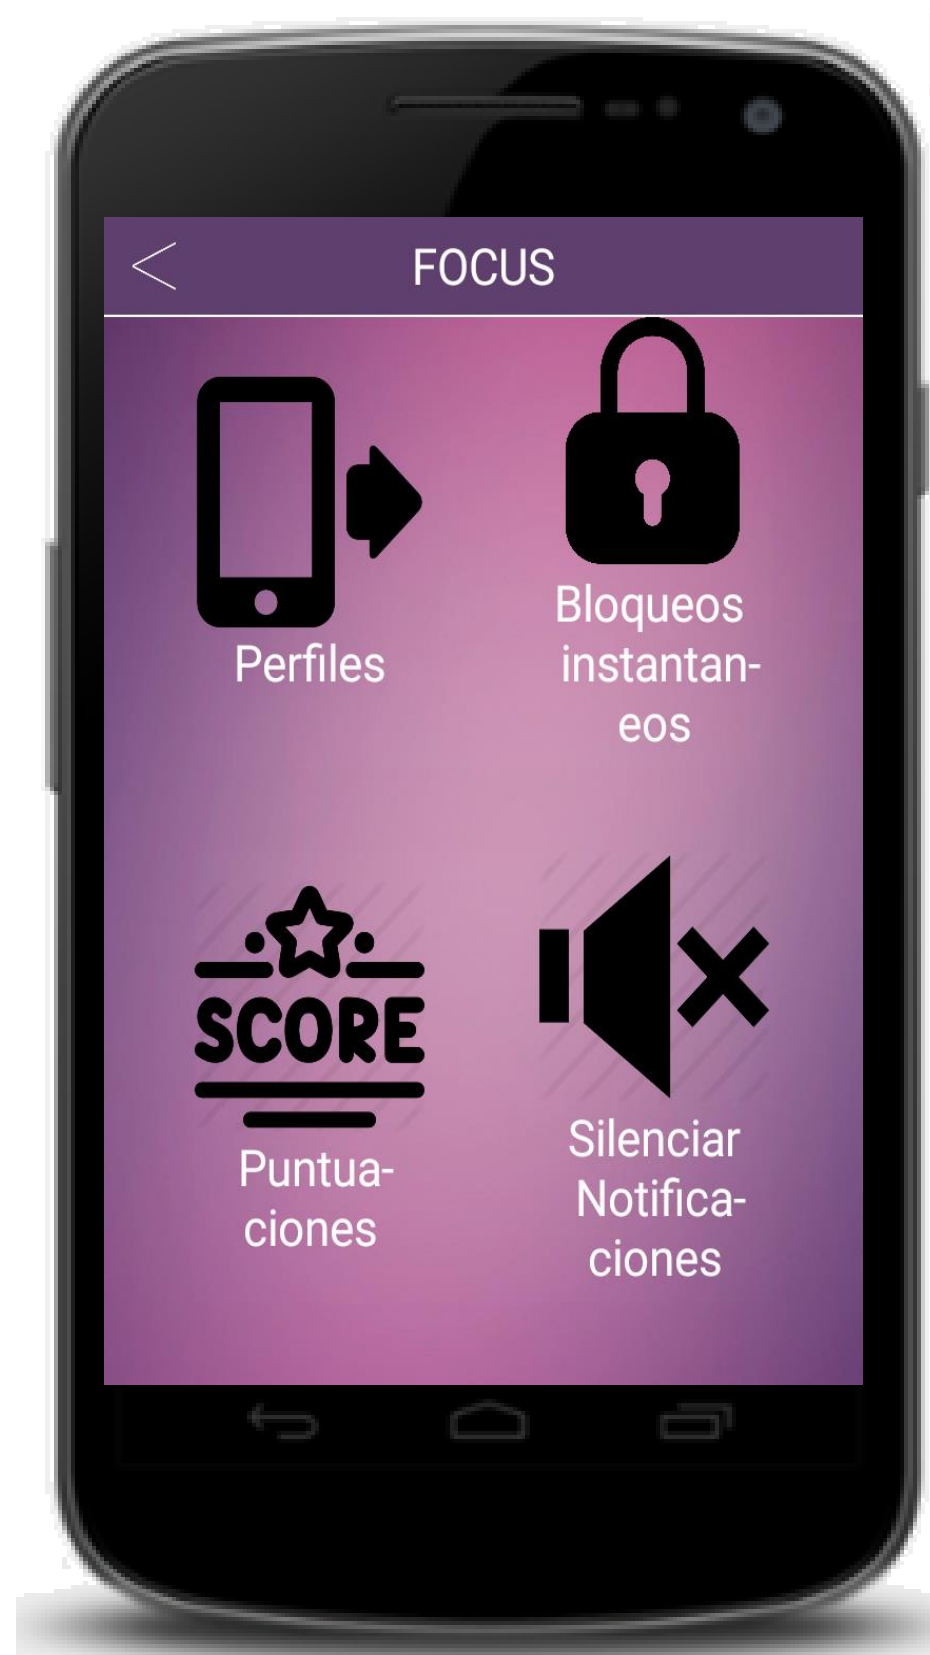 FOCUS
Perfiles
Bloqueos
instantan-
eos
SCORE
Puntua-
ciones
Silenciar
Notifica-
ciones